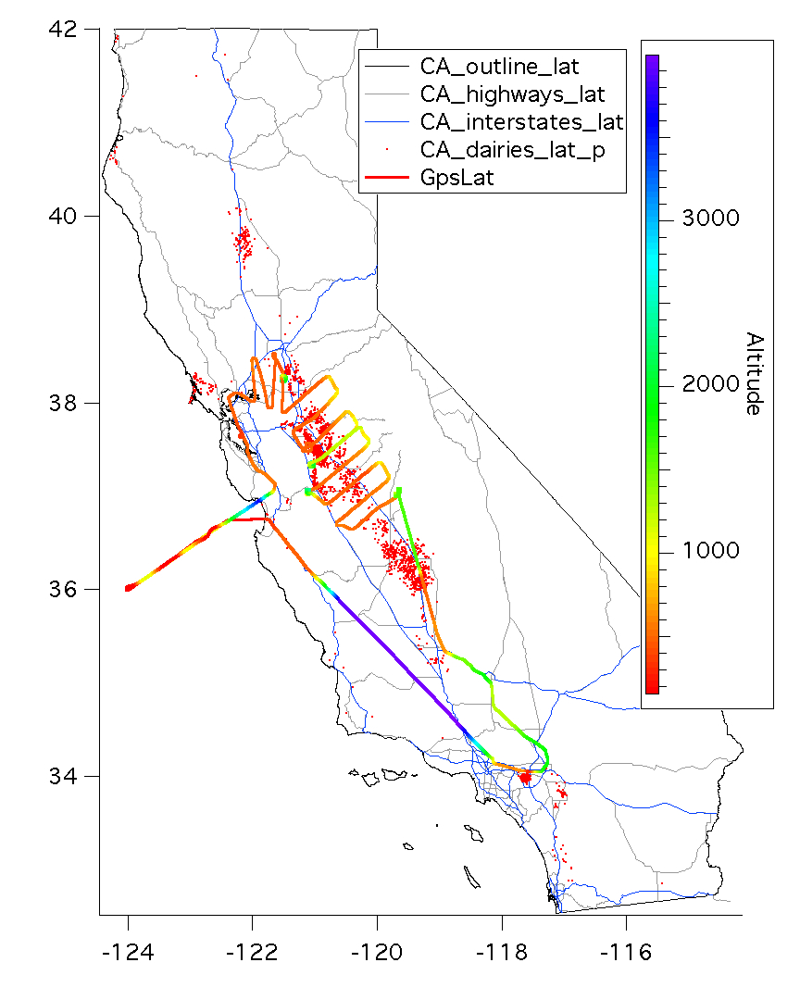 42
40
38
36
34
-124
-122
-120
-118
-116
CA_outline_lat
CA_highways_lat
CA_interstates_lat
CA_dairies_lat_p
GpsLat
3000
2000
1000
Altitude